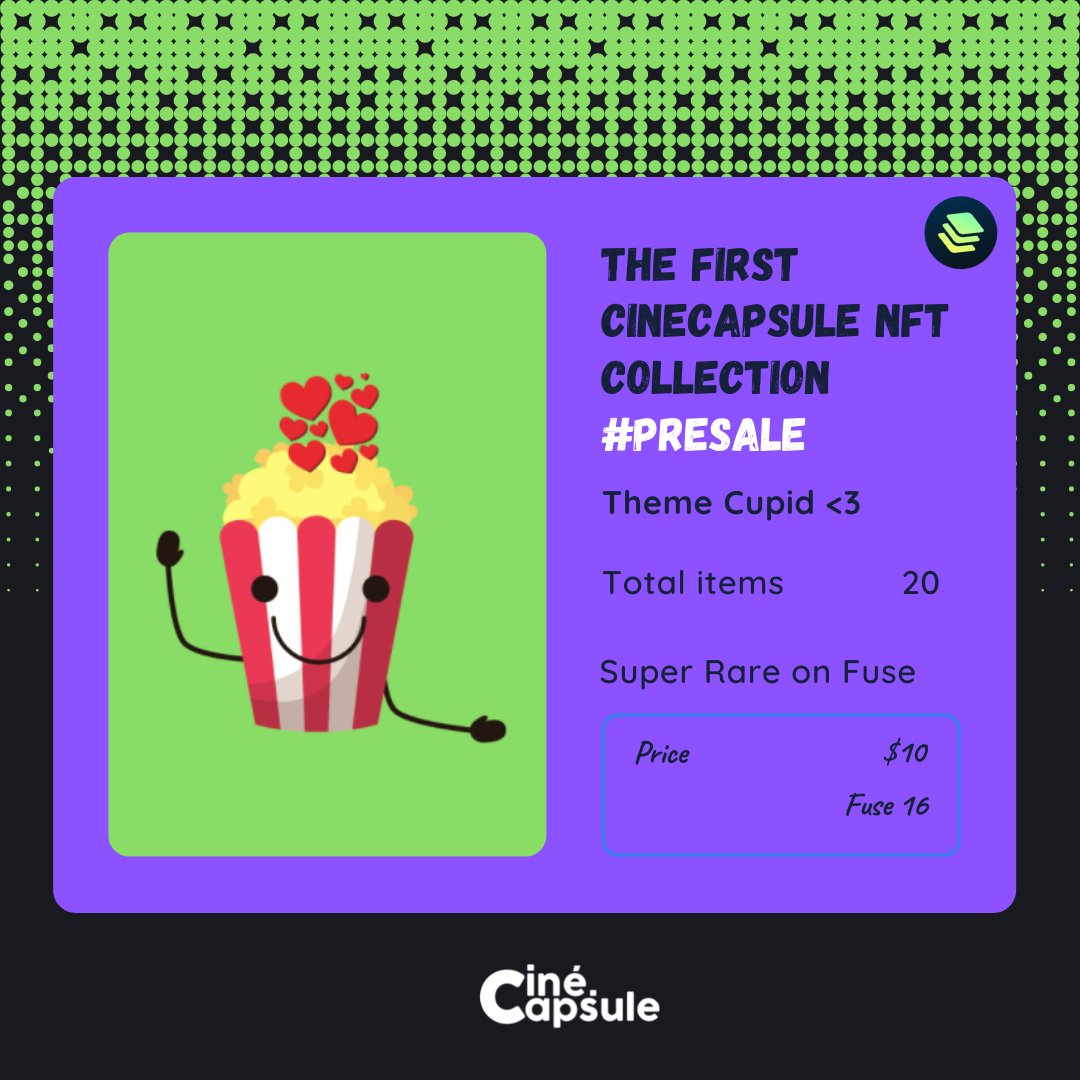 THE FIRST
CINECAPSULE NFT
COLLECTION
#PRESALE
Theme Cupid <3
Total items 20
Super Rare on Fuse
Price $10
Fuse 16
Ciné
Capsule